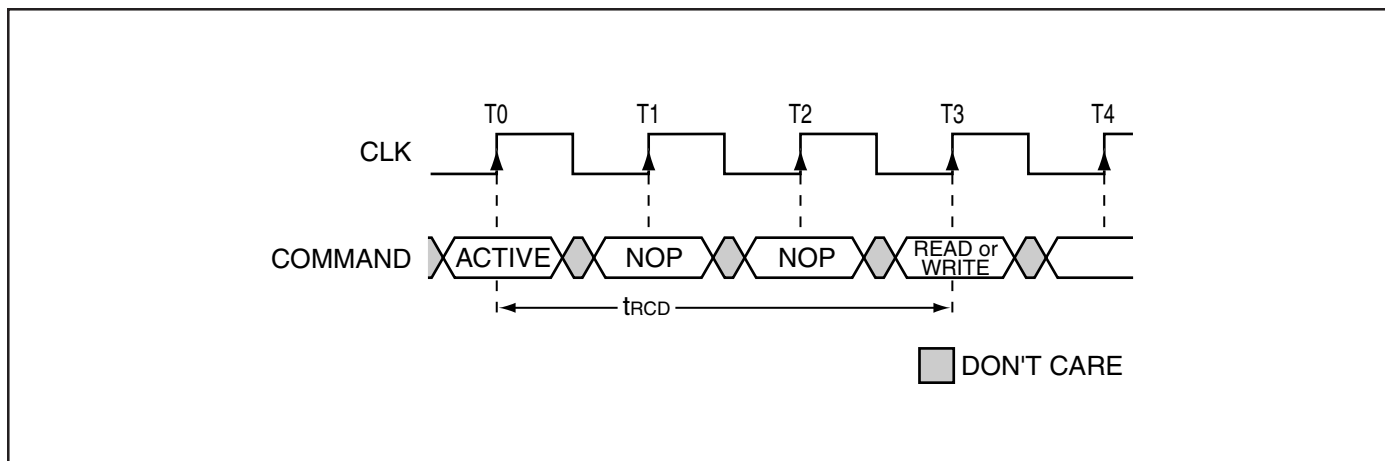 T0 T1 T2 T3 T4
CLK
COMMAND ACTIVE NOP NOP READ or
WRITE
tRCD
DON'T CARE